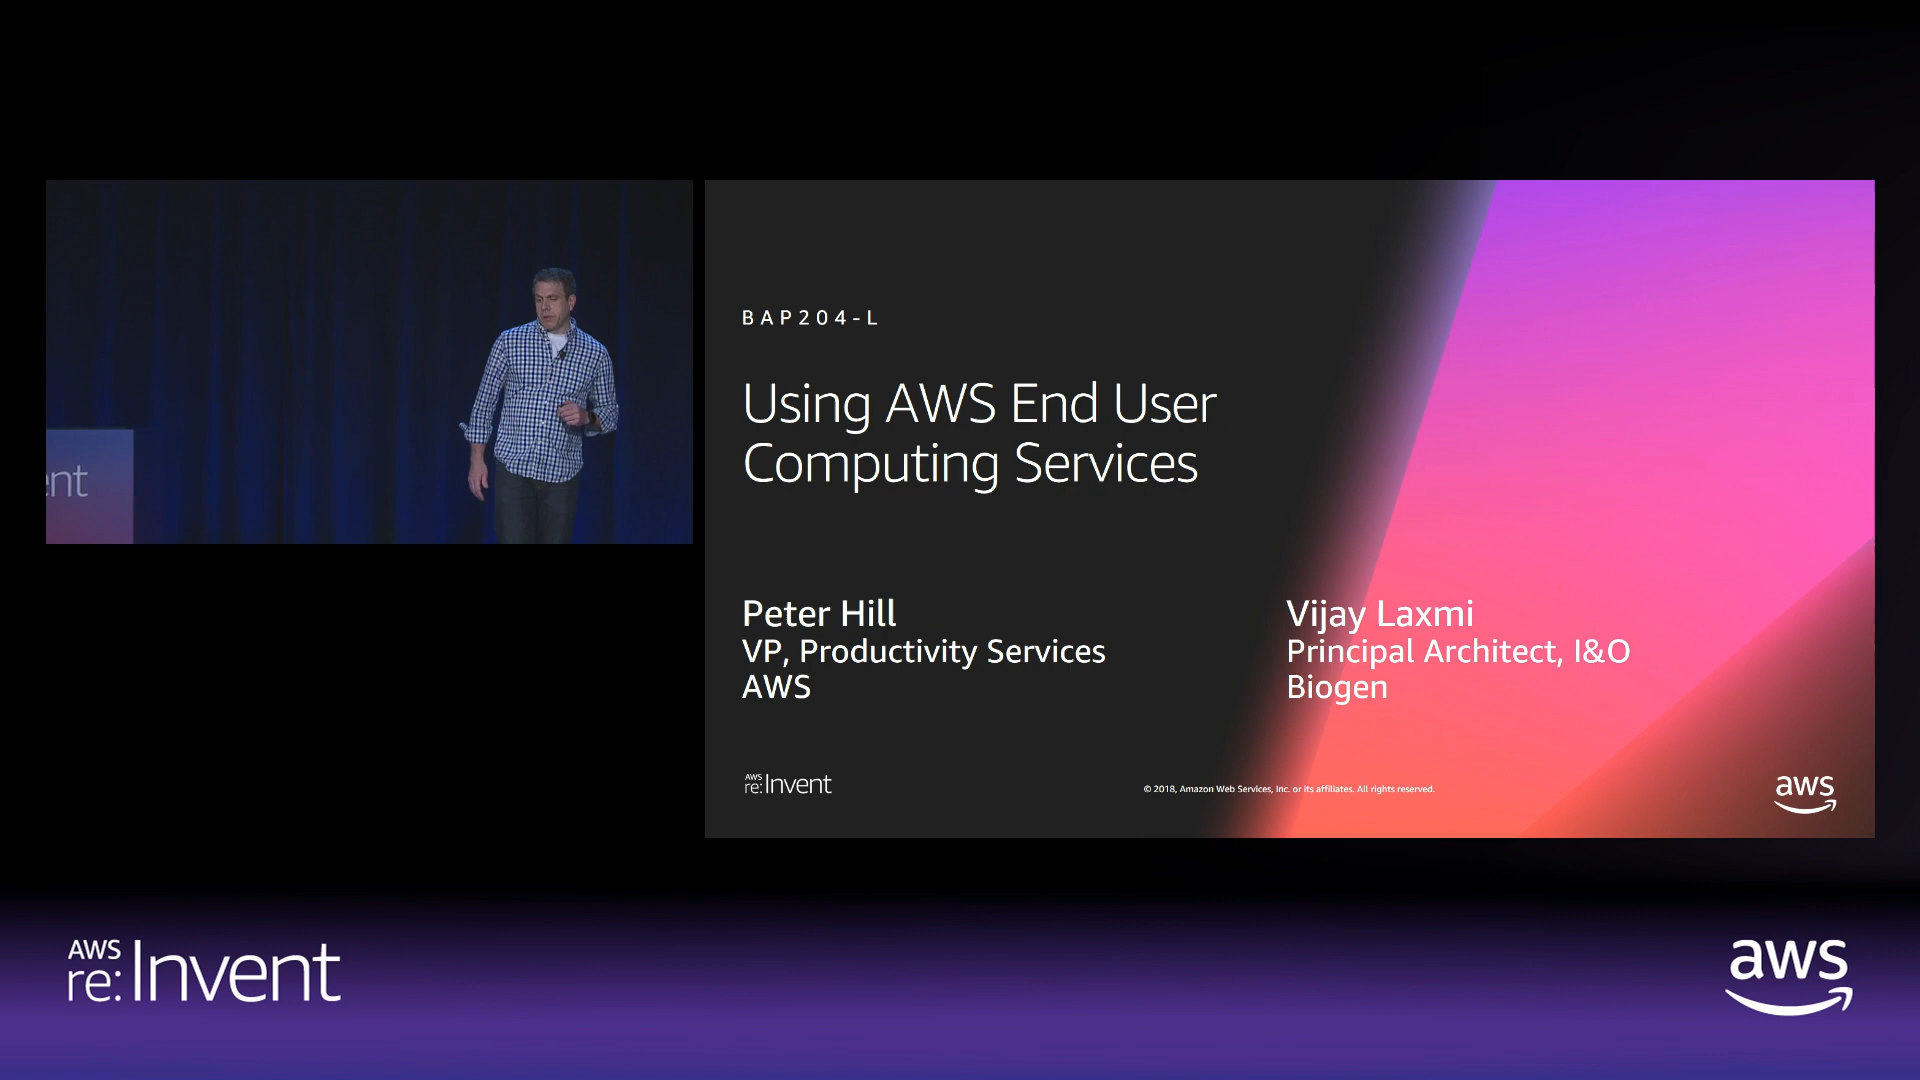 ent
BAP204-L
Using AWS End User
Computing Services
Peter Hill
VP, Productivity Services
AWS
Vijay Laxmi
Principal Architect, I&O
Biogen
AWS
re:Invent
© 2018, Amazon Web Services, Inc. or its affiliates. All rights reserved.
aws
AWS
re:Invent
aws